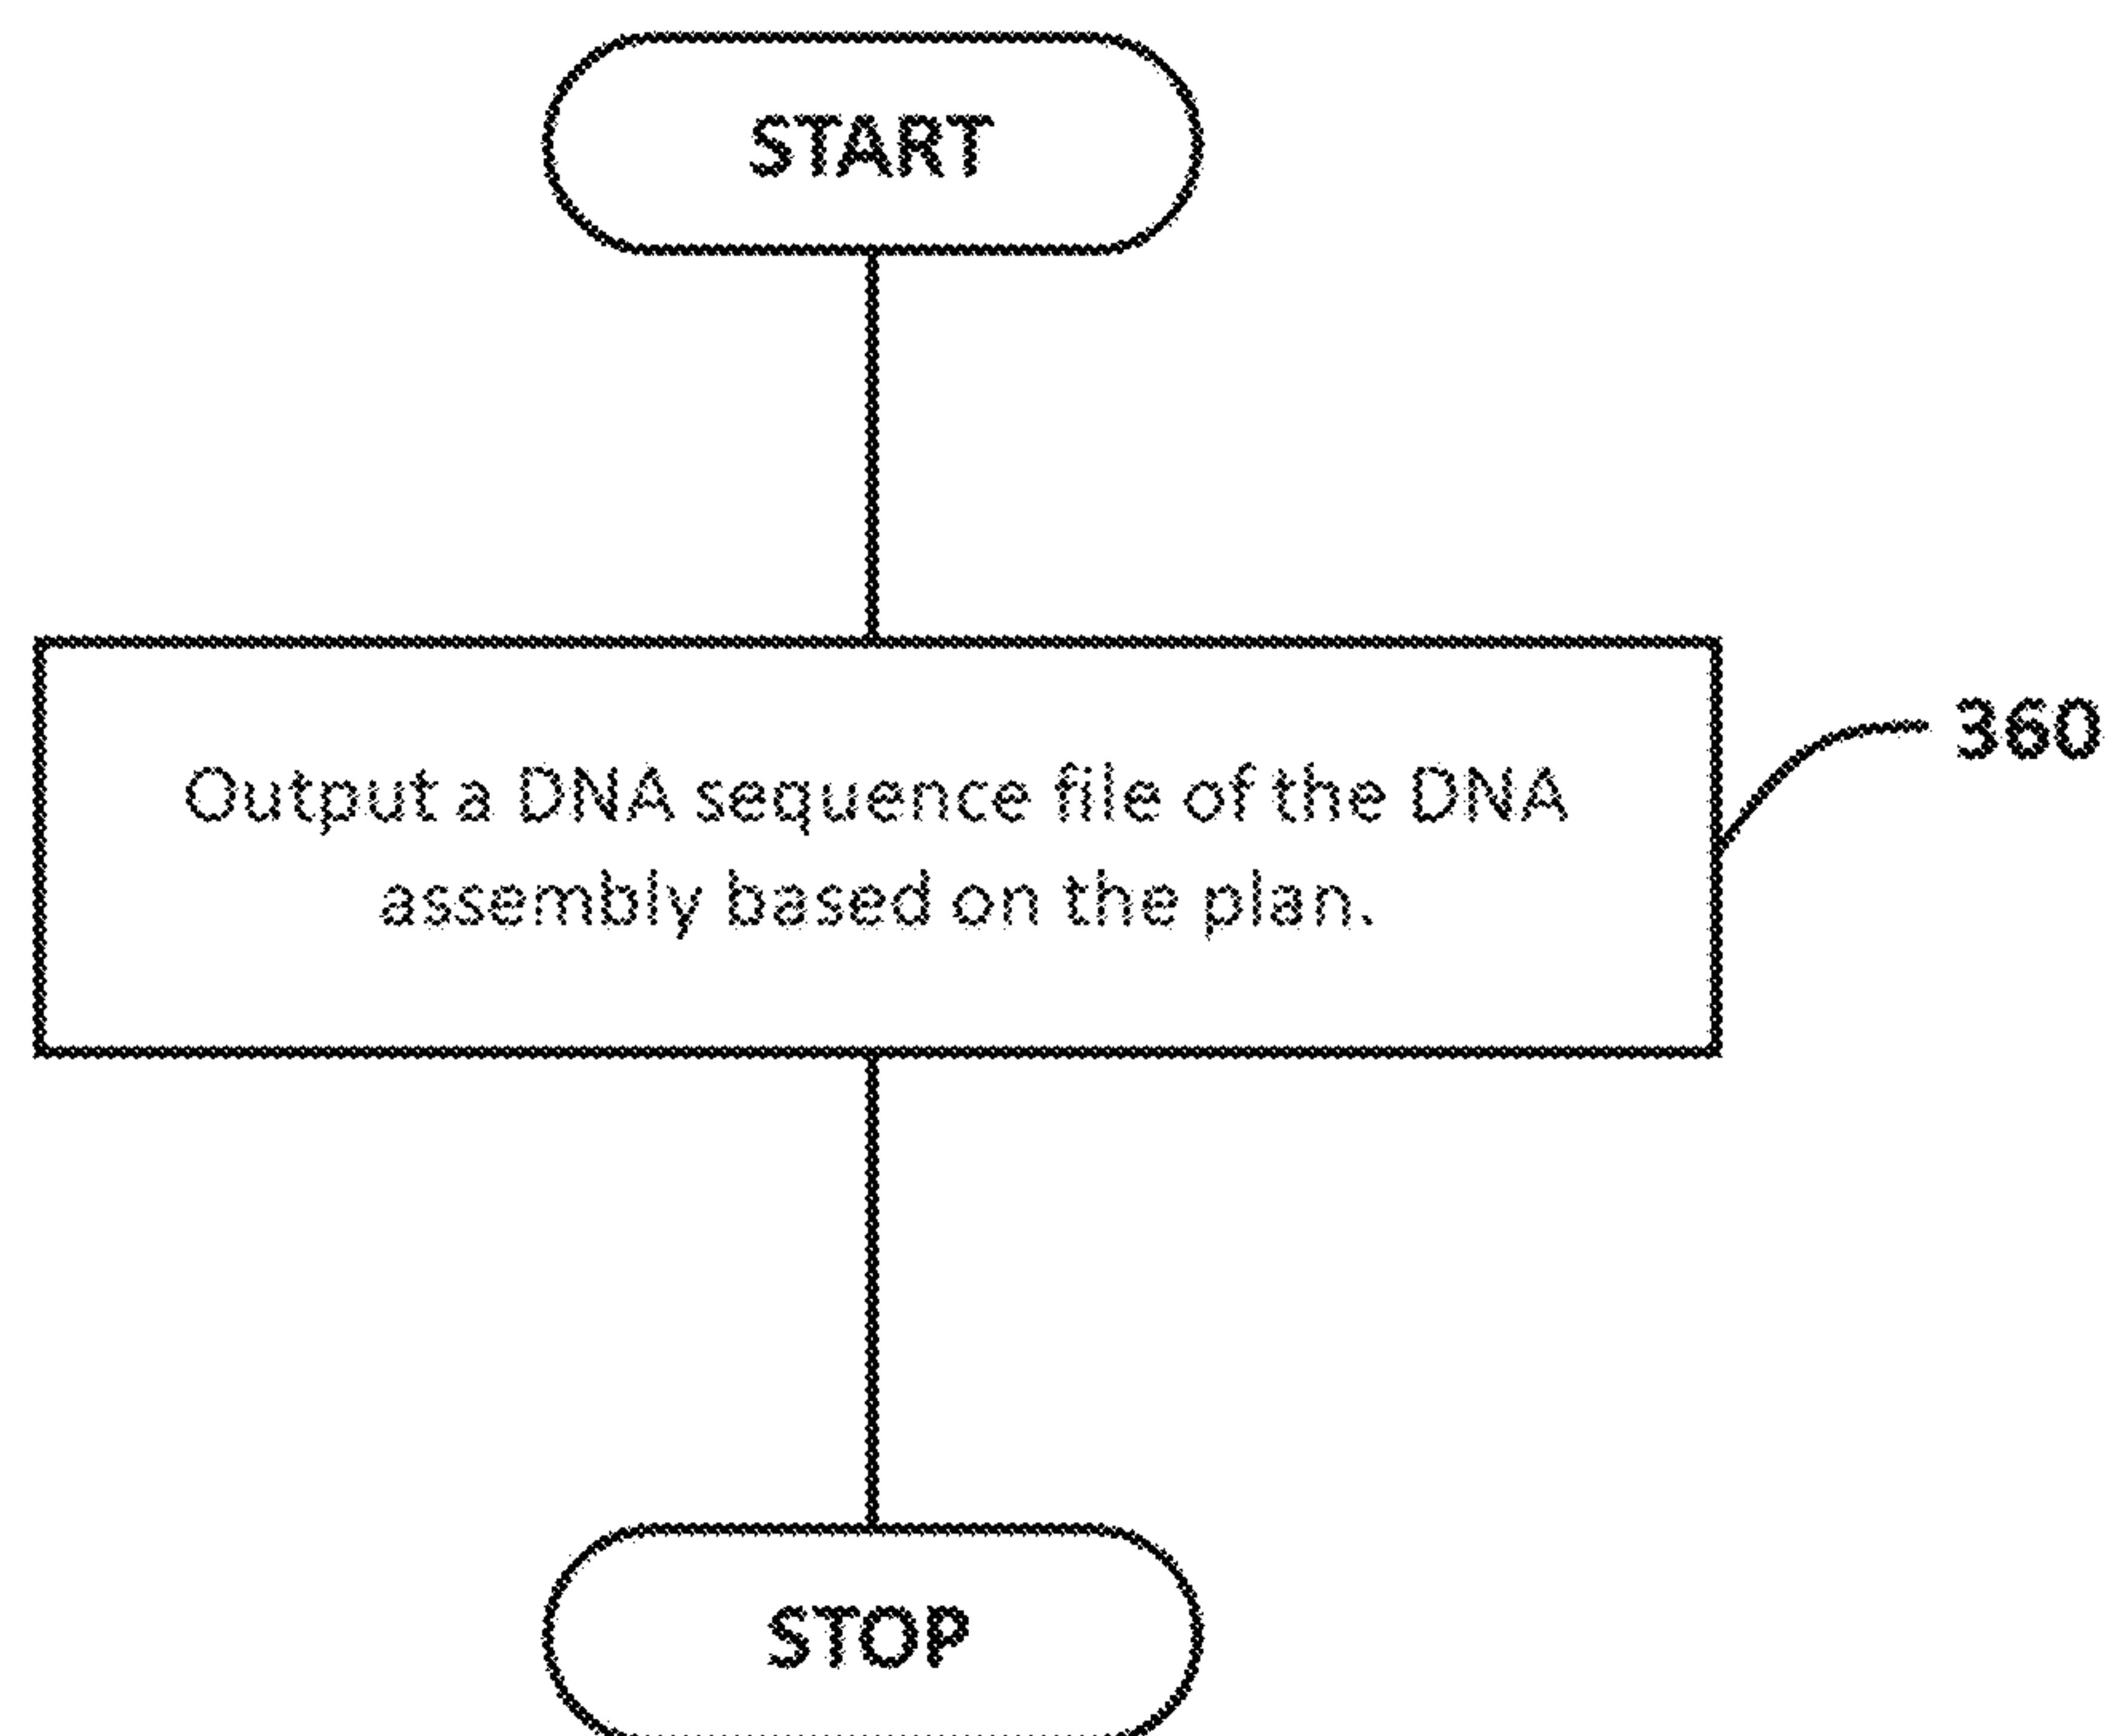 START
360
Output a DNA sequence file of the DNA
assembly based on the plan.
STOP